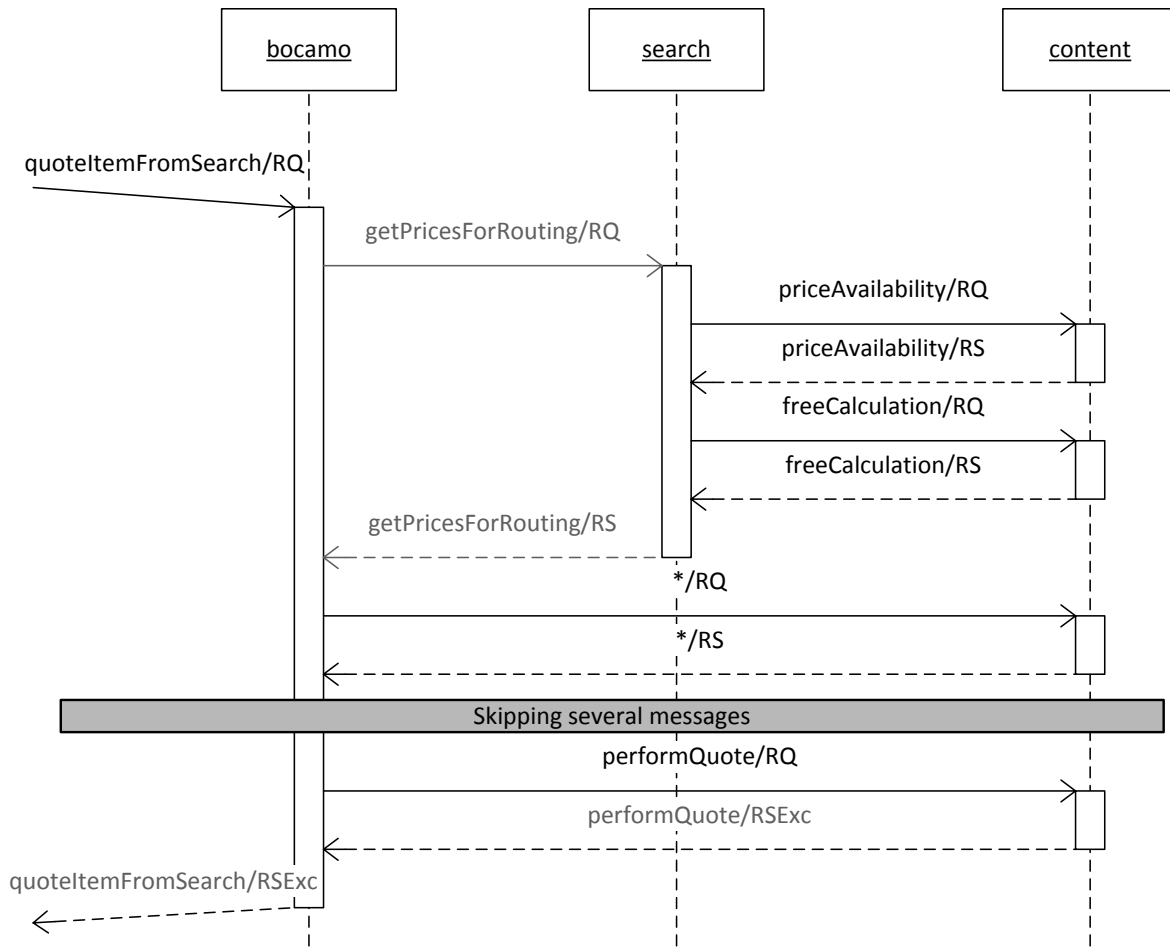 bocamo
search
content
quoteItemFromSearch/RQ
getPricesForRouting/RQ
priceAvailability/RQ
priceAvailability/RS
freeCalculation/RQ
freeCalculation/RS
getPricesForRouting/RS
*/RQ
*/RS
Skipping several messages
performQuote/RQ
performQuote/RSExc
quoteItemFromSearch/RSExc